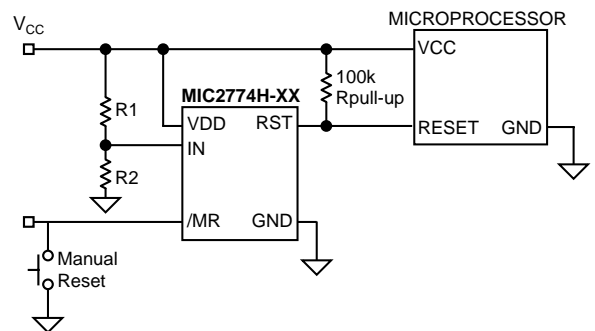 MICROPROCESSOR
VCC
VCC
100k
Rpull-up
MIC2774H-XX
R1
VDD
RST
RESET
GND
IN
R2
/MR
GND
Manual
Reset